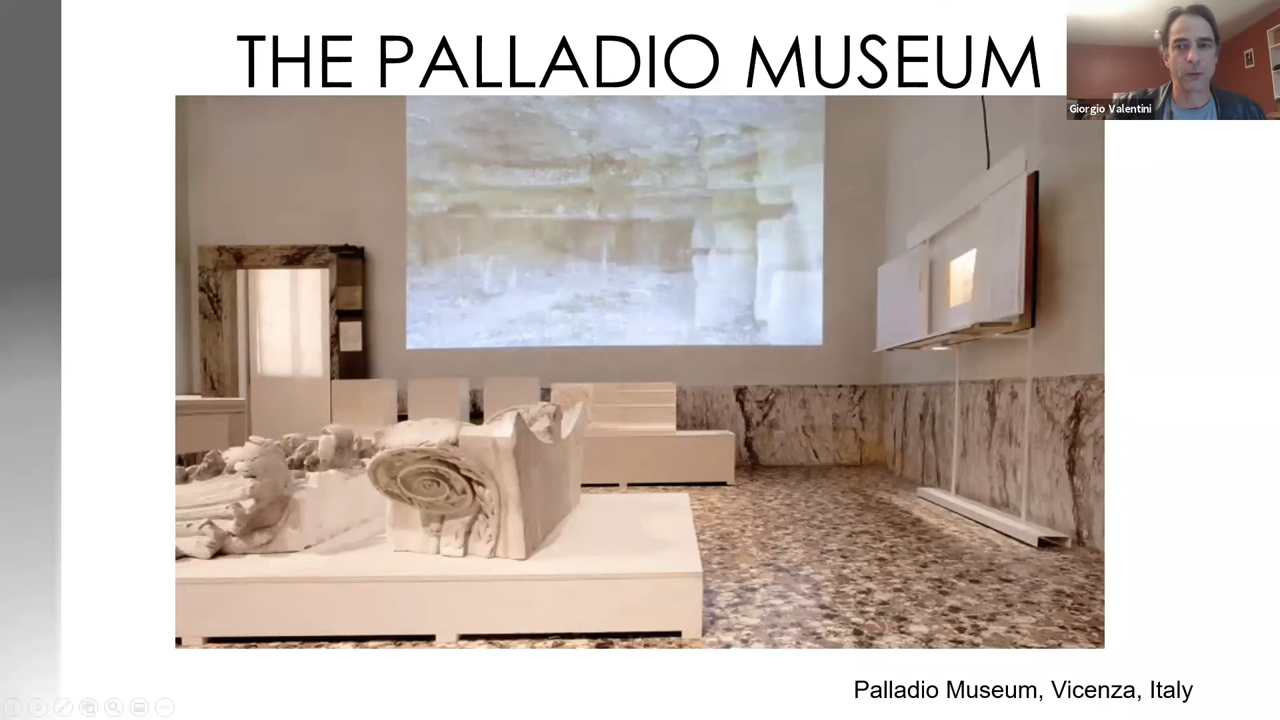 THE PALLADIO MUSEUM
Giorgio Valentini
Palladio Museum, Vicenza, Italy